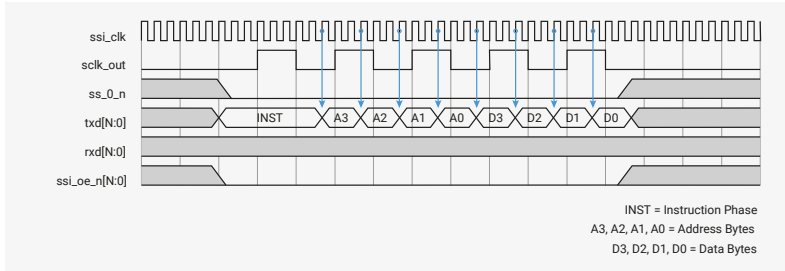 ssi_clk
sclk_out
ss_0_n
txd[N:0] INST A3 A2 A1 A0 D3 D2 D1 D0
rxd[N:0]
ssi_oe_n[N:0]
INST = Instruction Phase
A3, A2, A1, A0 = Address Bytes
D3, D2, D1, D0 = Data Bytes